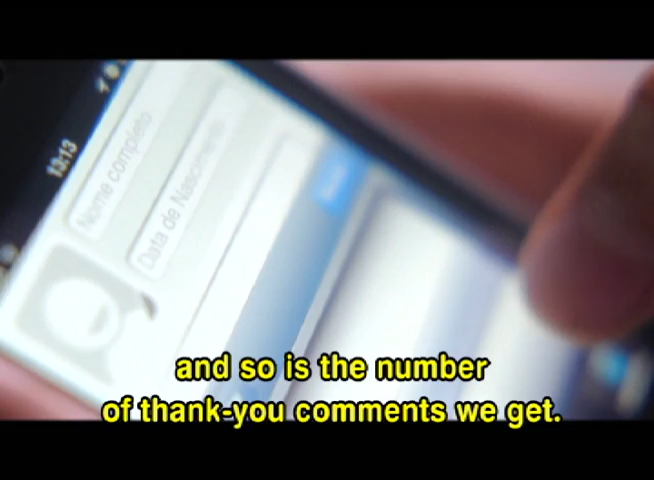 13:13
Nome completo
Data de Nascimento
and so is the number
of thank-you comments we get.